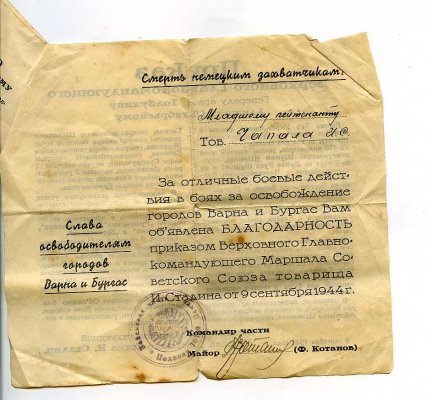 Смерть немецким захватчикам!
Младшему лейтенанту
Тов. Чапала
За отличные боевые дейст-
вия в боях за освобождение
городов Варна и Бургас Вам
об'явлена БЛАГОДАРНОСТЬ
приказом Верховного Главно-
командующего Маршала Со-
ветского Союза товарища
И. Сталина от 9 сентября 1944 г.
Слава
освободителям
городов
Варна и Бургас
Командир части
Майор (Ф. Котанов)